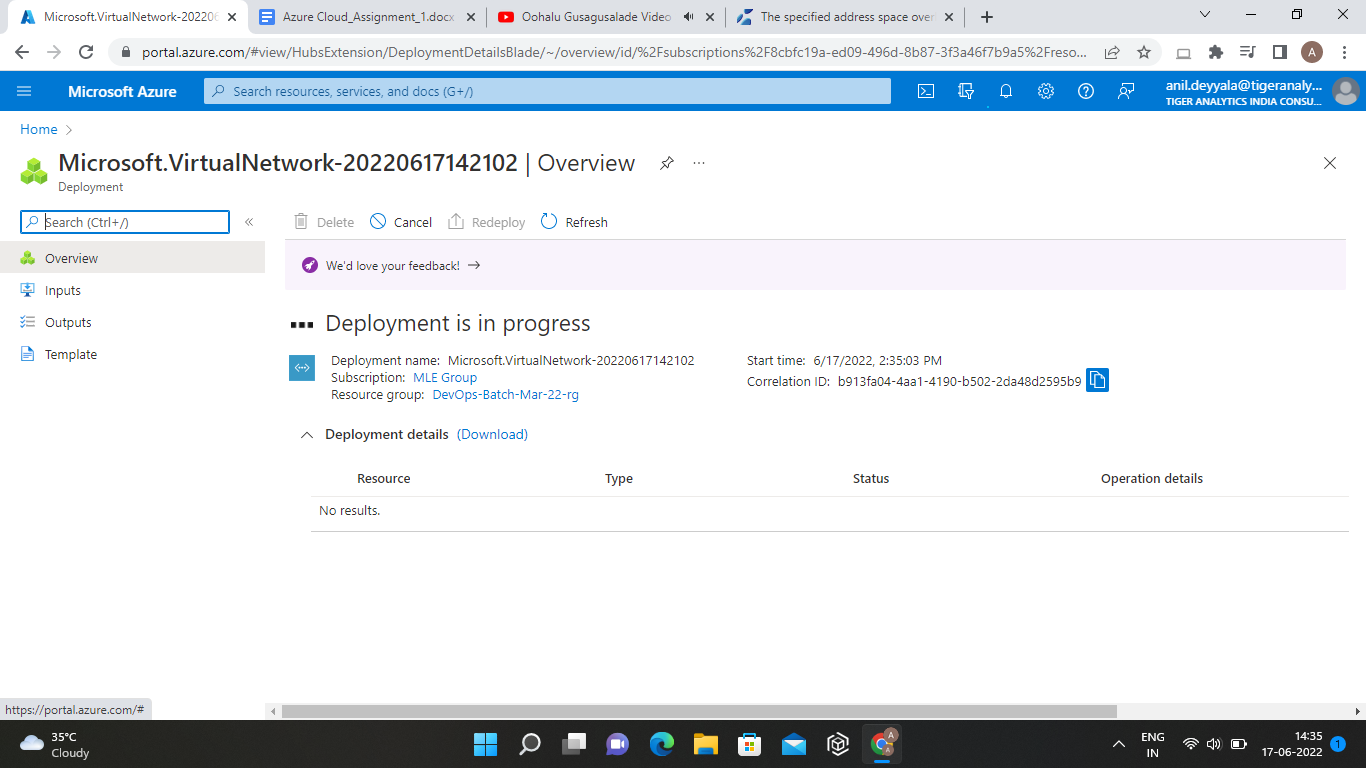 Microsoft.VirtualNetwork-202206
Azure Cloud_Assignment_1.docx
Oohalu Gusagusalade Video
The specified address space over
portal.azure.com/#view/HubsExtension/DeploymentDetailsBlade/~/overview/id/%2Fsubscriptions%2F8cbfc19a-ed09-496d-8b87-3f3a46f7b9a5%2Freso...
A
Microsoft Azure
Search resources, services, and docs (G+/)
anil.deyyala@tigeranaly...
TIGER ANALYTICS INDIA CONSU...
Home
Microsoft.VirtualNetwork-20220617142102 | Overview
...
Deployment
Search (Ctrl+/)
«
Delete
Cancel
Redeploy
Refresh
Overview
Inputs
Outputs
Template
We'd love your feedback! →
Deployment is in progress
Deployment name: Microsoft.VirtualNetwork-20220617142102
Subscription: MLE Group
Resource group: DevOps-Batch-Mar-22-rg
Start time: 6/17/2022, 2:35:03 PM
Correlation ID: b913fa04-4aa1-4190-b502-2da48d2595b9
Deployment details (Download)
Resource Type Status Operation details
No results.
https://portal.azure.com/#
35°C
Cloudy
A
A
ENG
IN
14:35
17-06-2022
1